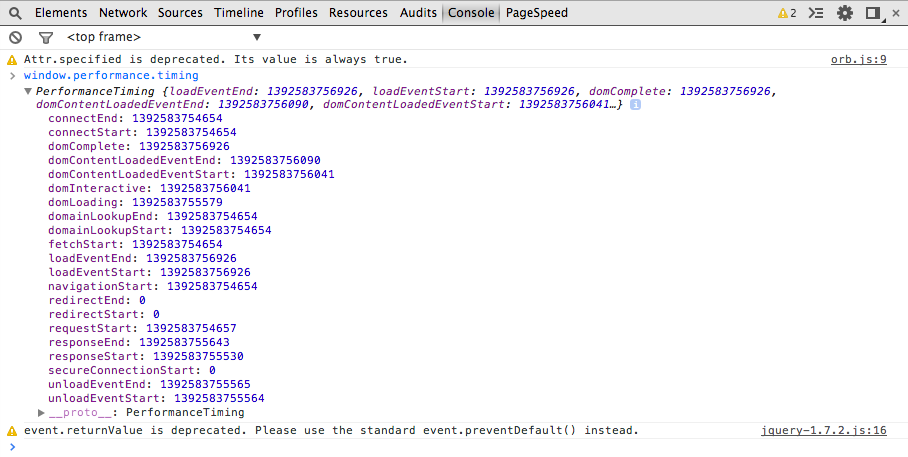 Elements Network Sources Timeline Profiles Resources Audits Console PageSpeed 2
<top frame>
Attr.specified is deprecated. Its value is always true. orb.js:9
window.performance.timing
PerformanceTiming {loadEventEnd: 1392583756926, loadEventStart: 1392583756926, domComplete: 1392583756926,
domContentLoadedEventEnd: 1392583756090, domContentLoadedEventStart: 1392583756041…}
connectEnd: 1392583754654
connectStart: 1392583754654
domComplete: 1392583756926
domContentLoadedEventEnd: 1392583756090
domContentLoadedEventStart: 1392583756041
domInteractive: 1392583756041
domLoading: 1392583755579
domainLookupEnd: 1392583754654
domainLookupStart: 1392583754654
fetchStart: 1392583754654
loadEventEnd: 1392583756926
loadEventStart: 1392583756926
navigationStart: 1392583754654
redirectEnd: 0
redirectStart: 0
requestStart: 1392583754657
responseEnd: 1392583755643
responseStart: 1392583755530
secureConnectionStart: 0
unloadEventEnd: 1392583755565
unloadEventStart: 1392583755564
__proto__: PerformanceTiming
event.returnValue is deprecated. Please use the standard event.preventDefault() instead. jquery-1.7.2.js:16